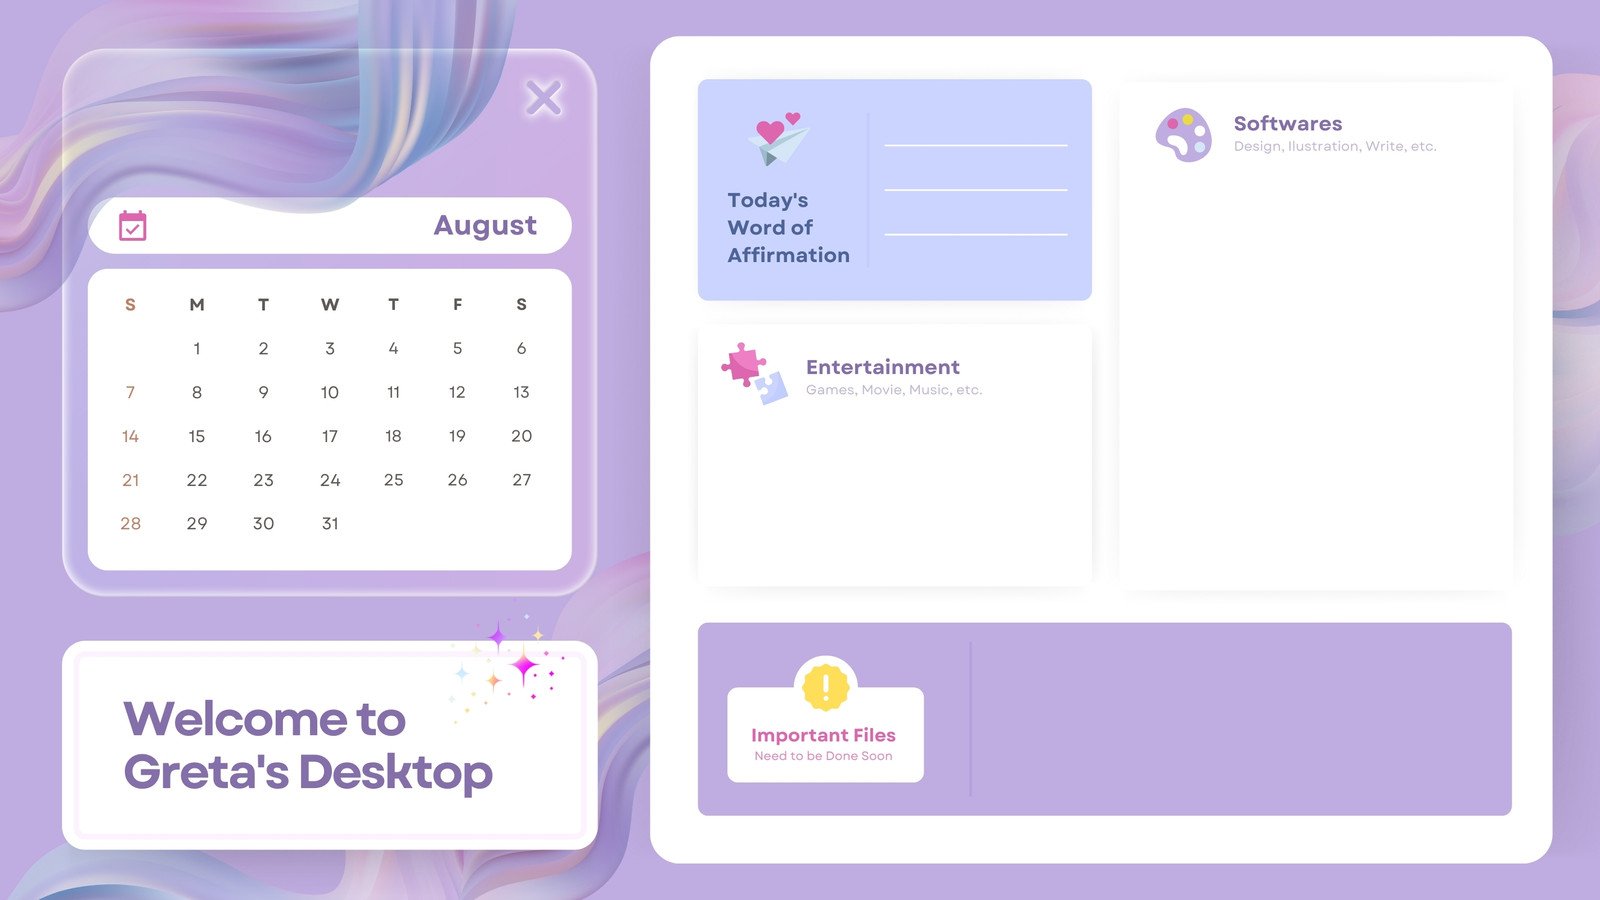 August
S M T W T F S
1 2 3 4 5 6
7 8 9 10 11 12 13
14 15 16 17 18 19 20
21 22 23 24 25 26 27
28 29 30 31
Welcome to
Greta's Desktop
Today's
Word of
Affirmation
Entertainment
Games, Movie, Music, etc.
Softwares
Design, Ilustration, Write, etc.
Important Files
Need to be Done Soon